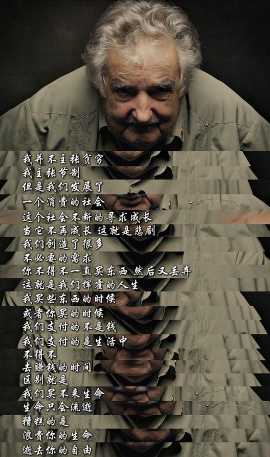 我并不主张贫穷
我主张节制
但是我们发展了
一个消费的社会
这个社会不断的寻求成长
当它不再成长 这就是悲剧
我们创造了很多
不必要的需求
你不得不一直买东西 然后又丢弃
这就是我们挥霍的人生
我买些东西的时候
或者你买的时候
我们支付的不是钱
我们支付的是生活中
不得不
去赚钱的时间
区别就是
我们买不来生命
生命只会流逝
糟糕的是
浪费你的生命
逝去你的自由